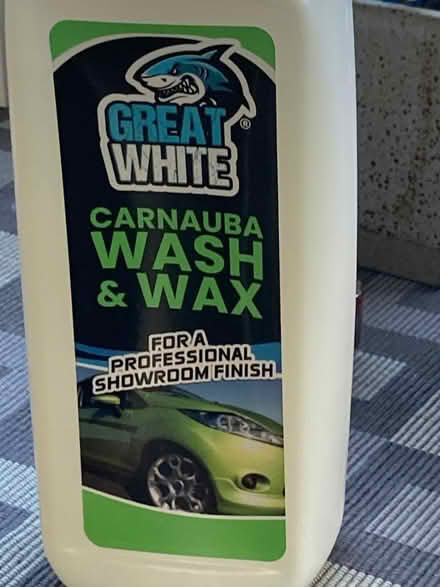 GREAT
WHITE®
CARNAUBA
WASH
& WAX
FOR A
PROFESSIONAL
SHOWROOM FINISH